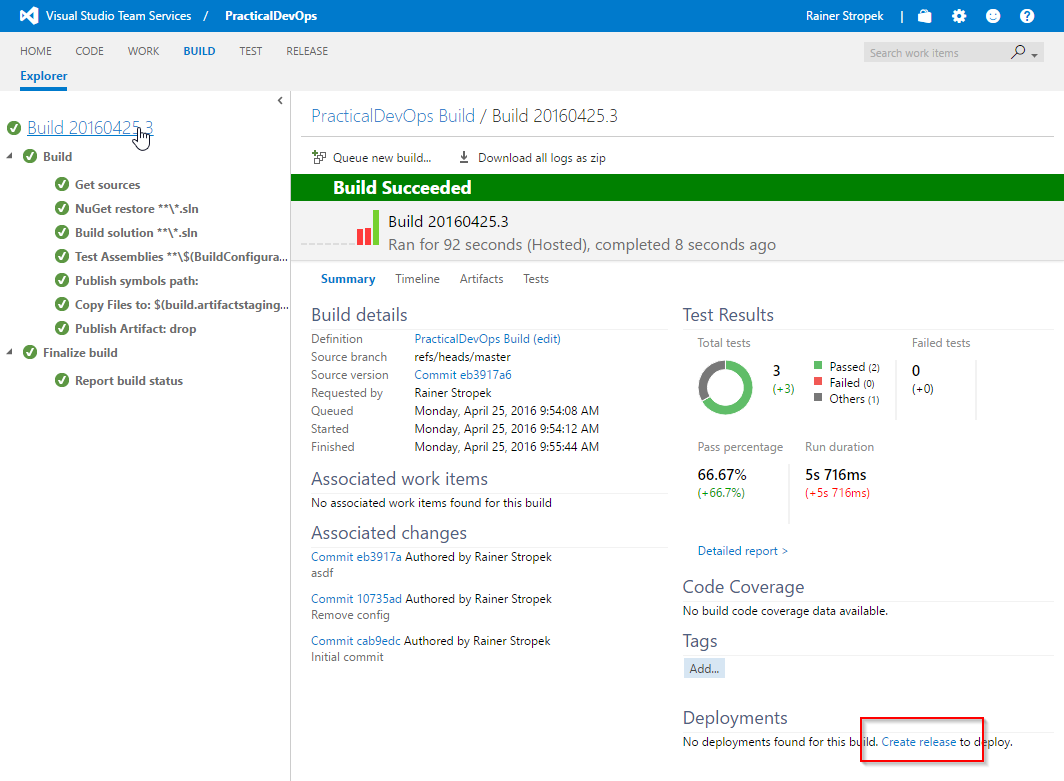 Visual Studio Team Services / PracticalDevOps
Rainer Stropek |
HOME CODE WORK BUILD TEST RELEASE
Search work items
Explorer
Build 20160425.3
Build
Get sources
NuGet restore **\*.sln
Build solution **\*.sln
Test Assemblies **\$(BuildConfigura...
Publish symbols path:
Copy Files to: $(build.artifactstaging...
Publish Artifact: drop
Finalize build
Report build status
PracticalDevOps Build / Build 20160425.3
Queue new build... Download all logs as zip
Build Succeeded
Build 20160425.3
Ran for 92 seconds (Hosted), completed 8 seconds ago
Summary Timeline Artifacts Tests
Build details
Definition PracticalDevOps Build (edit)
Source branch refs/heads/master
Source version Commit eb3917a6
Requested by Rainer Stropek
Queued Monday, April 25, 2016 9:54:08 AM
Started Monday, April 25, 2016 9:54:12 AM
Finished Monday, April 25, 2016 9:55:44 AM
Associated work items
No associated work items found for this build
Associated changes
Commit eb3917a Authored by Rainer Stropek
asdf
Commit 10735ad Authored by Rainer Stropek
Remove config
Commit cab9edc Authored by Rainer Stropek
Initial commit
Test Results
Total tests
3
(+3)
Passed (2)
Failed (0)
Others (1)
Failed tests
0
(+0)
Pass percentage
66.67%
(+66.7%)
Run duration
5s 716ms
(+5s 716ms)
Detailed report >
Code Coverage
No build code coverage data available.
Tags
Add...
Deployments
No deployments found for this build. Create release to deploy.